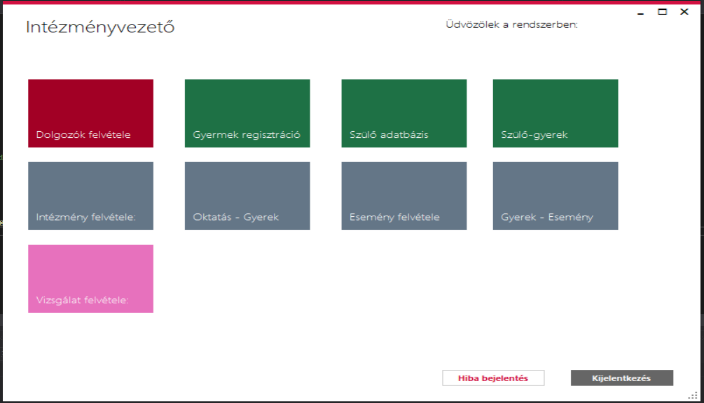 Intézményvezető
Üdvözölek a rendszerben:
Dolgozók felvétele
Gyermek regisztráció
Szülő adatbázis
Szülő-gyerek
Intézmény felvétele:
Oktatás - Gyerek
Esemény felvétele
Gyerek - Esemény
Vizsgálat felvétele:
Hiba bejelentés
Kijelentkezés